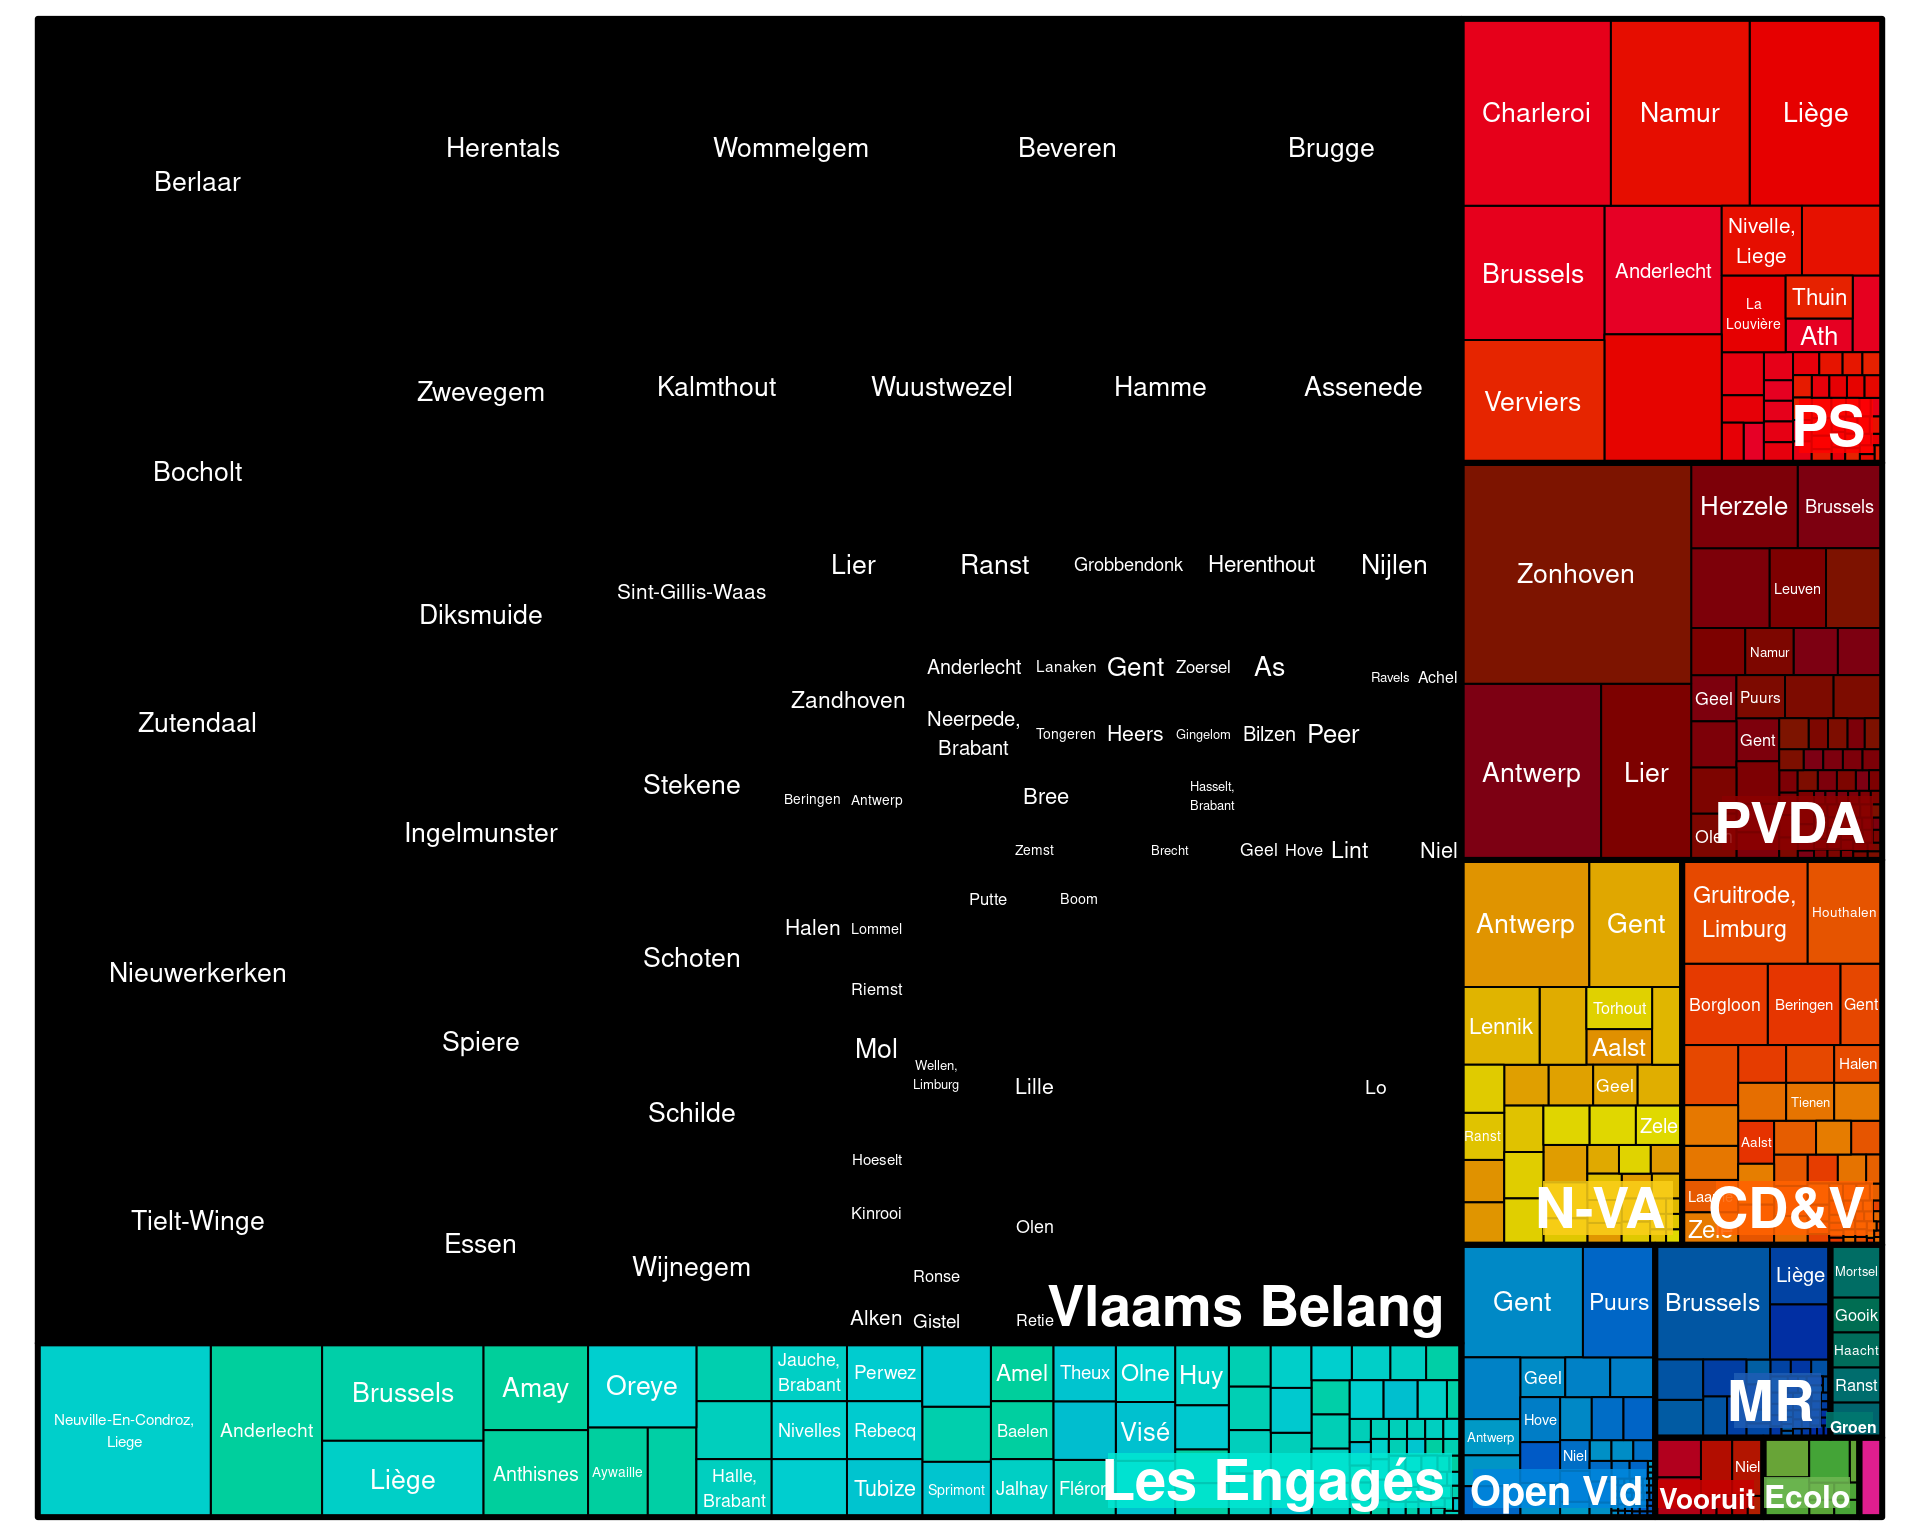 Berlaar
Herentals
Wommelgem
Beveren
Brugge
Bocholt
Zwevegem
Kalmthout
Wuustwezel
Hamme
Assenede
Zutendaal
Diksmuide
Sint-Gillis-Waas
Lier
Ranst
Grobbendonk
Herenthout
Nijlen
Nieuwerkerken
Ingelmunster
Stekene
Zandhoven
Anderlecht
Lanaken
Gent
Zoersel
As
Ravels
Achel
Neerpede,
Brabant
Tongeren
Heers
Gingelom
Bilzen
Peer
Beringen
Antwerp
Bree
Hasselt,
Brabant
Zemst
Brecht
Geel
Hove
Lint
Niel
Putte
Boom
Tielt-Winge
Spiere
Schoten
Halen
Lommel
Riemst
Mol
Wellen,
Limburg
Lille
Lo
Essen
Schilde
Hoeselt
Kinrooi
Olen
Wijnegem
Ronse
Alken
Gistel
Retie
Vlaams Belang
Neuville-En-Condroz,
Liege
Anderlecht
Brussels
Liège
Amay
Anthisnes
Oreye
Aywaille
Jauche,
Brabant
Nivelles
Halle,
Brabant
Perwez
Rebecq
Tubize
Sprimont
Amel
Baelen
Jalhay
Theux
Fléron
Olne
Visé
Huy
Les Engagés
Charleroi
Namur
Liège
Brussels
Anderlecht
Nivelle,
Liege
Verviers
La
Louvière
Thuin
Ath
PS
Zonhoven
Herzele
Brussels
Leuven
Namur
Antwerp
Lier
Geel
Puurs
Gent
Olen
PVDA
Antwerp
Gent
Lennik
Torhout
Aalst
Geel
Ranst
Zele
N-VA
Gruitrode,
Limburg
Houthalen
Borgloon
Beringen
Gent
Halen
Tienen
Aalst
Zele
CD&V
Gent
Puurs
Geel
Hove
Antwerp
Niel
Open Vld
Brussels
Liège
MR
Mortsel
Gooik
Haacht
Ranst
Groen
Niel
Vooruit
Ecolo